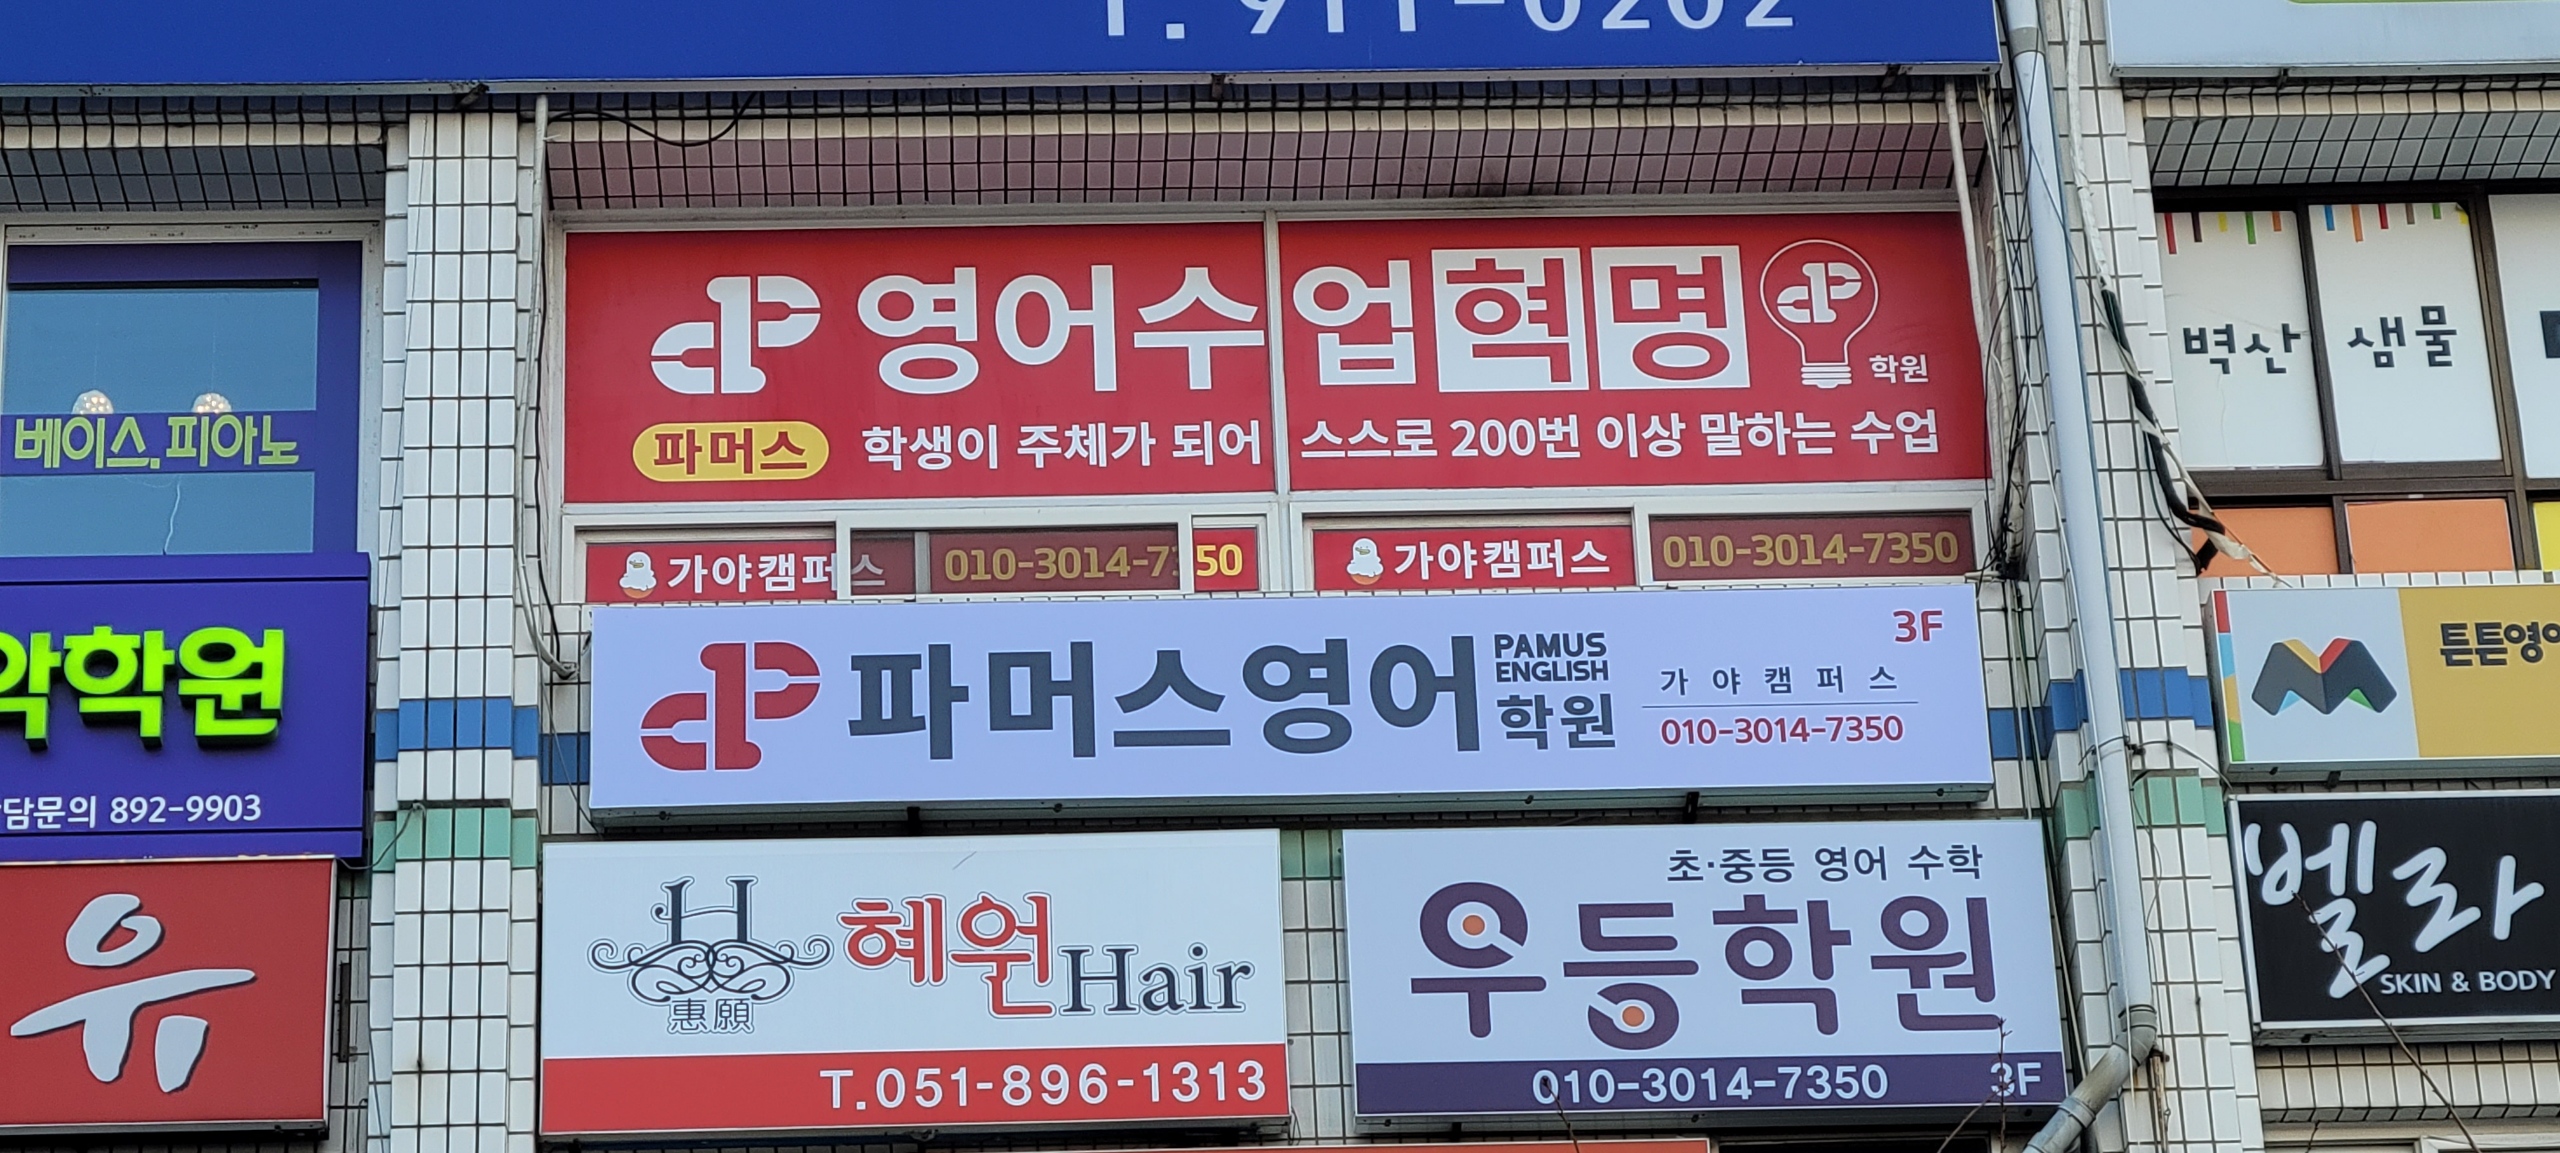 T. 911-0202
영어수업혁명 학원
파머스 학생이 주체가 되어 스스로 200번 이상 말하는 수업
가야캠퍼스 010-3014-7350 가야캠퍼스 010-3014-7350
3F
파머스영어 PAMUS ENGLISH 학원
가야캠퍼스
010-3014-7350
베이스.피아노
학원
담문의 892-9903
유
H
惠願
혜원Hair
T.051-896-1313
초·중등 영어 수학
우등학원
010-3014-7350 3F
벽산 샘물
M
튼튼영어
벨라
SKIN & BODY